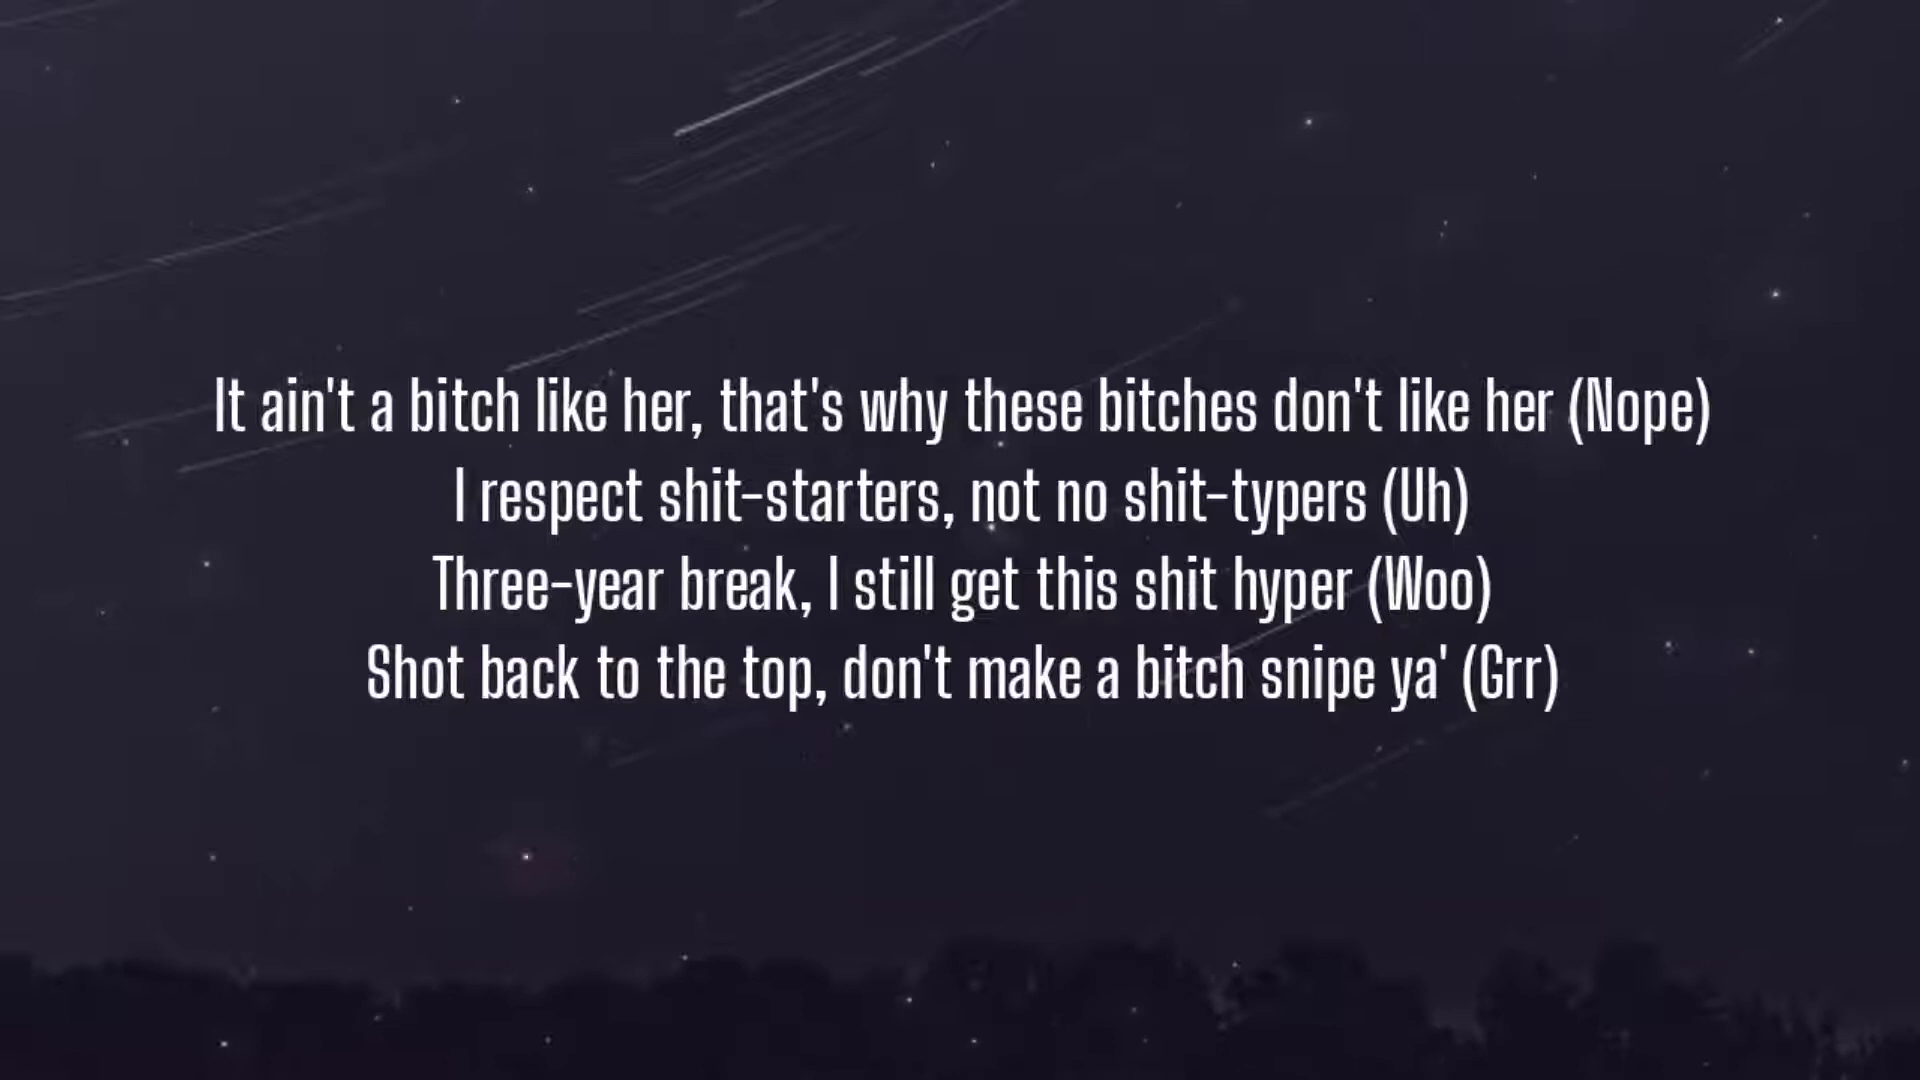 It ain't a bitch like her, that's why these bitches don't like her (Nope)
I respect shit-starters, not no shit-typers (Uh)
Three-year break, I still get this shit hyper (Woo)
Shot back to the top, don't make a bitch snipe ya' (Grr)